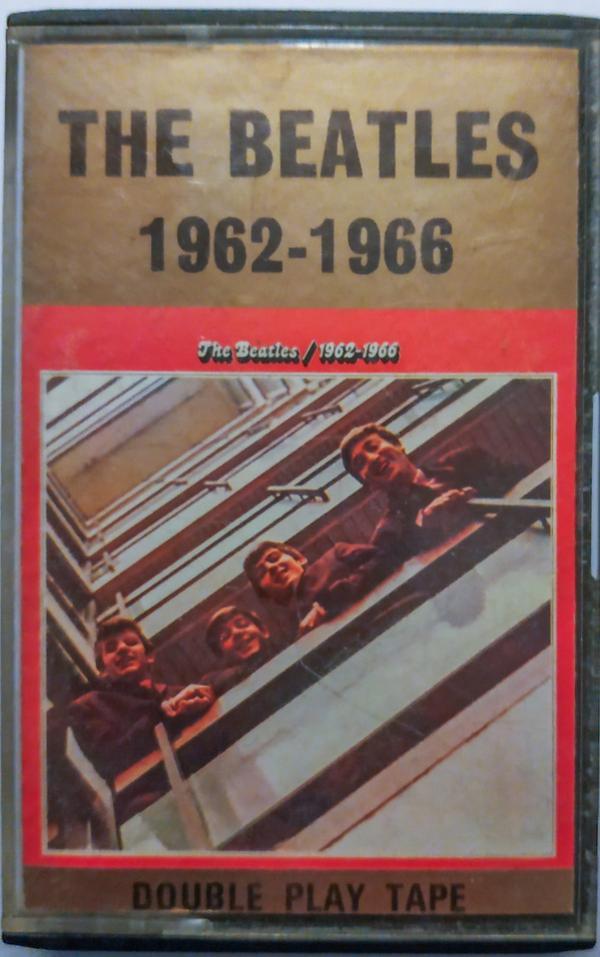 THE BEATLES
1962-1966
The Beatles / 1962-1966
DOUBLE PLAY TAPE